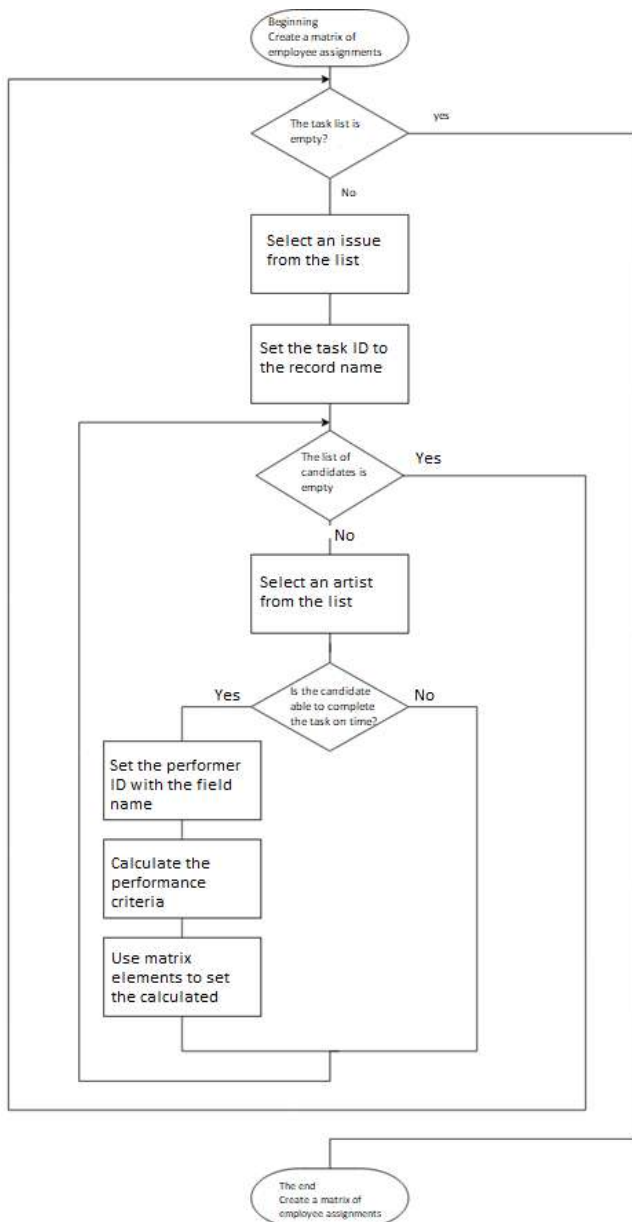 Beginning
Create a matrix of
employee assignments
The task list is
empty?
yes
No
Select an issue
from the list
Set the task ID to
the record name
The list of
candidates is
empty
Yes
No
Select an artist
from the list
Is the candidate
able to complete
the task on time?
Yes
No
Set the performer
ID with the field
name
Calculate the
performance
criteria
Use matrix
elements to set
the calculated
The end
Create a matrix of
employee assignments